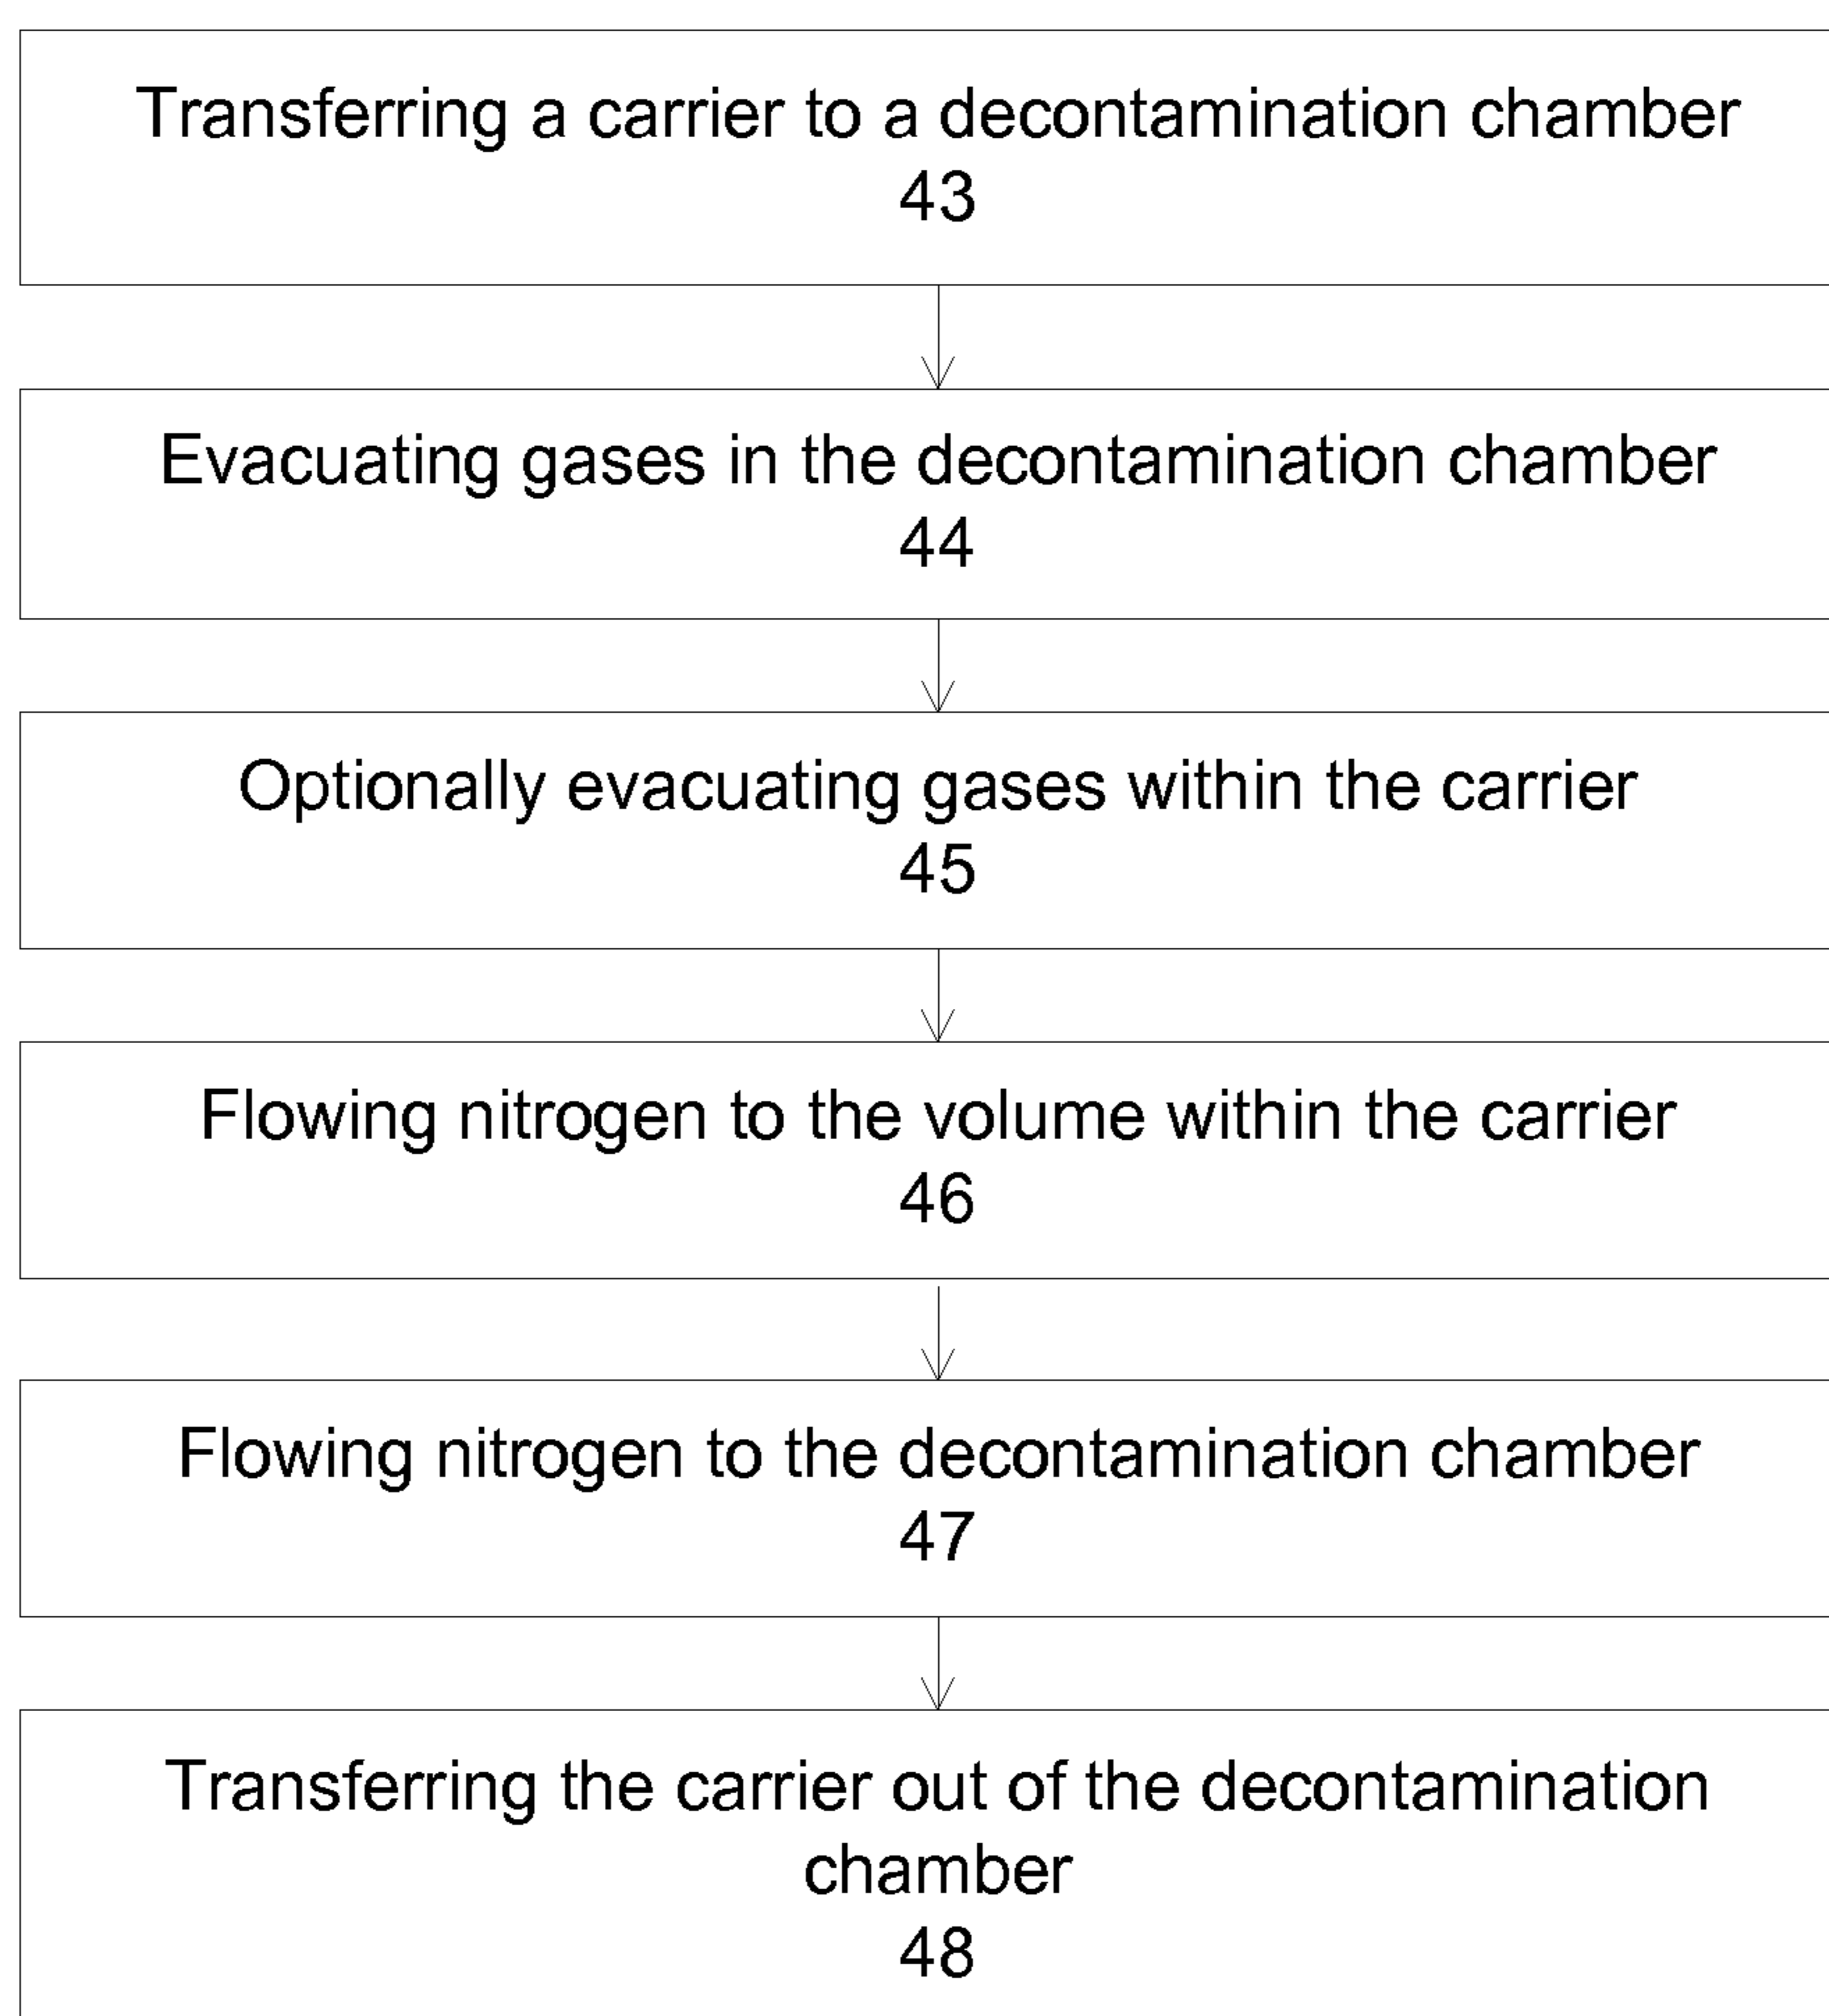 Transferring a carrier to a decontamination chamber
43
Evacuating gases in the decontamination chamber
44
Optionally evacuating gases within the carrier
45
Flowing nitrogen to the volume within the carrier
46
Flowing nitrogen to the decontamination chamber
47
Transferring the carrier out of the decontamination
chamber
48